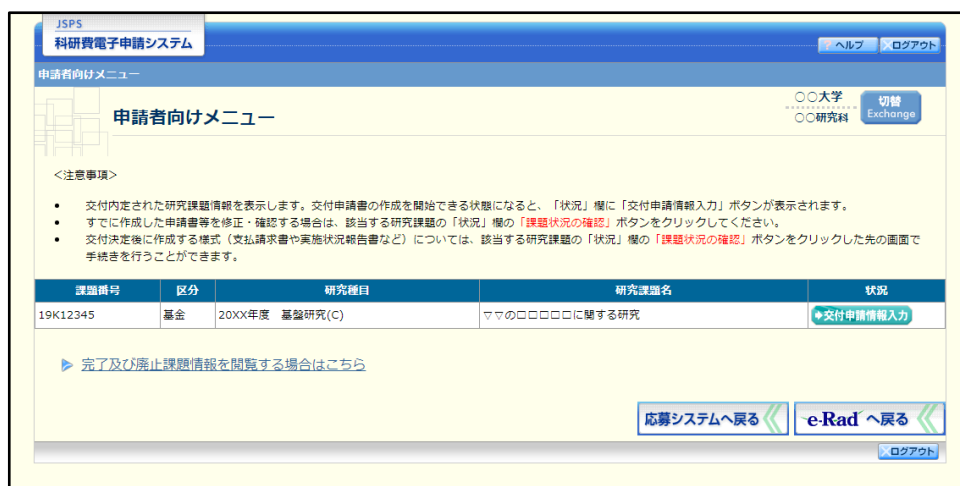 JSPS
科研費電子申請システム
? ヘルプ
×ログアウト
申請者向けメニュー
申請者向けメニュー
○○大学
○○研究科
切替
Exchange
<注意事項>
• 交付内定された研究課題情報を表示します。交付申請書の作成を開始できる状態になると、「状況」欄に「交付申請情報入力」ボタンが表示されます。
• すでに作成した申請書等を修正・確認する場合は、該当する研究課題の「状況」欄の「課題状況の確認」ボタンをクリックしてください。
• 交付決定後に作成する様式（支払請求書や実施状況報告書など）については、該当する研究課題の「状況」欄の「課題状況の確認」ボタンをクリックした先の画面で
手続きを行うことができます。
課題番号 区分 研究種目 研究課題名 状況
19K12345 基金 20XX年度 基盤研究(C) ▽▽の□□□□□に関する研究 交付申請情報入力
完了及び廃止課題情報を閲覧する場合はこちら
応募システムへ戻る
e-Rad へ戻る
×ログアウト